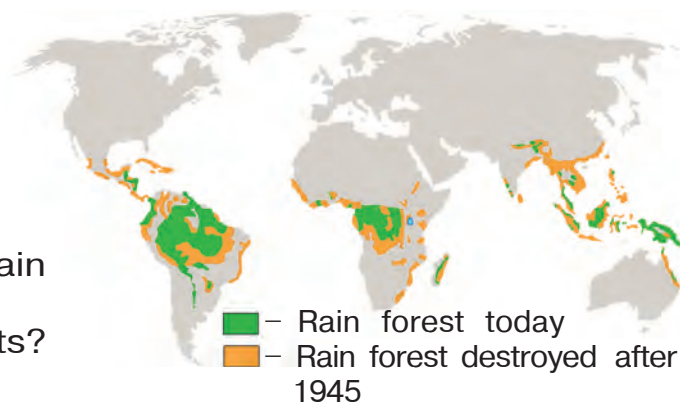 ain
ts?
– Rain forest today
– Rain forest destroyed after
1945